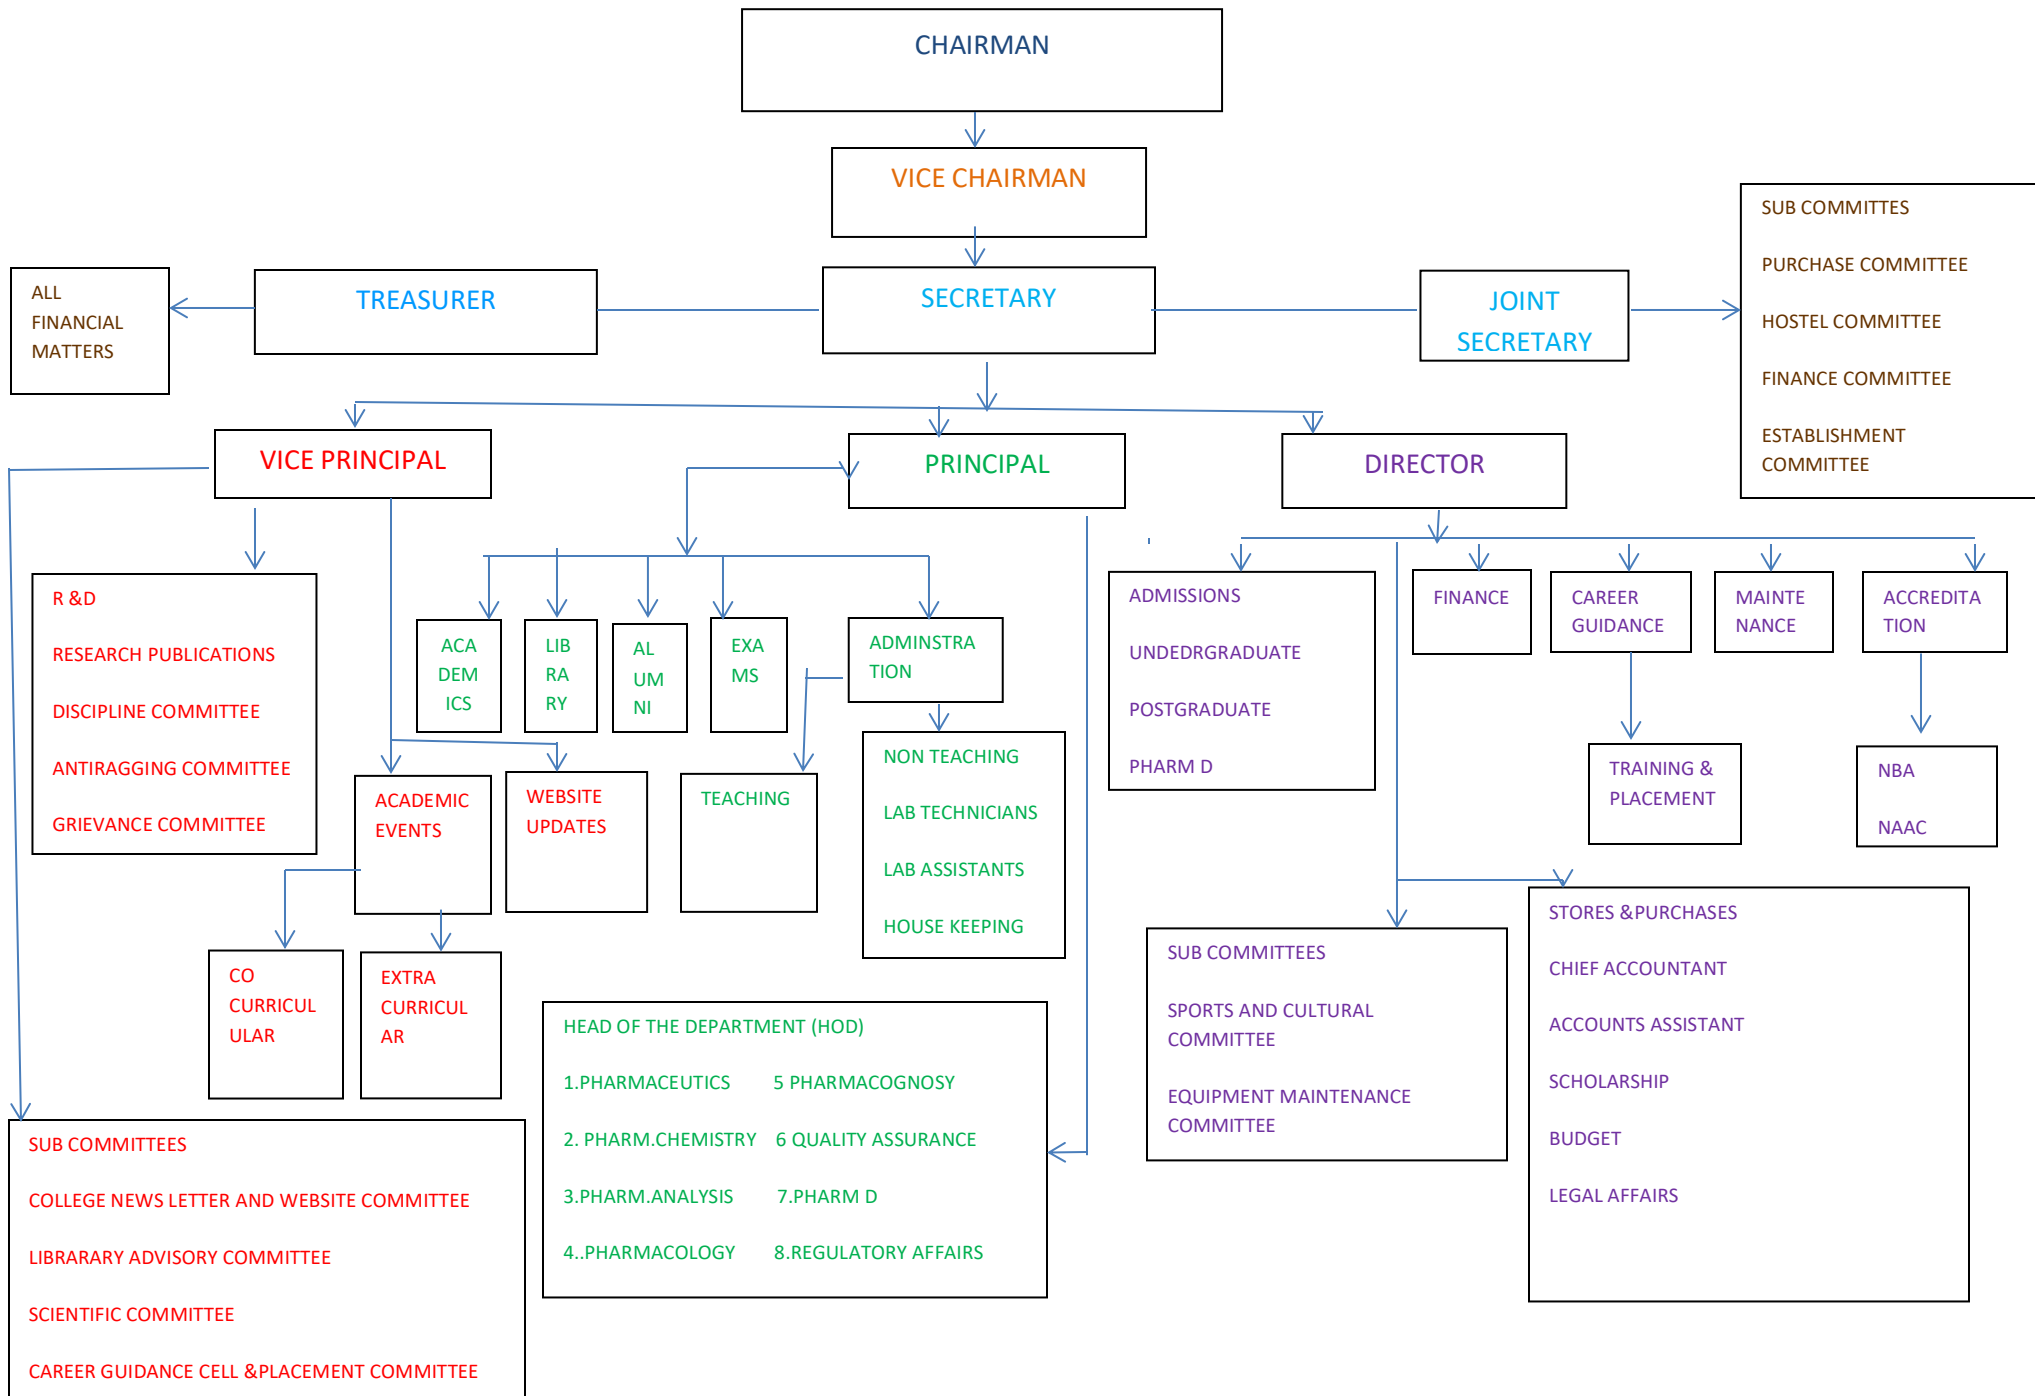 CHAIRMAN
VICE CHAIRMAN
SUB COMMITTES
PURCHASE COMMITTEE
HOSTEL COMMITTEE
FINANCE COMMITTEE
ESTABLISHMENT
COMMITTEE
ALL
FINANCIAL
MATTERS
TREASURER
SECRETARY
JOINT
SECRETARY
VICE PRINCIPAL
PRINCIPAL
DIRECTOR
R &D
RESEARCH PUBLICATIONS
DISCIPLINE COMMITTEE
ANTIRAGGING COMMITTEE
GRIEVANCE COMMITTEE
ACA
DEM
ICS
LIB
RA
RY
AL
UM
NI
EXA
MS
ADMINSTRA
TION
ADMISSIONS
UNDEDRGRADUATE
POSTGRADUATE
PHARM D
FINANCE
CAREER
GUIDANCE
MAINTE
NANCE
ACCREDITA
TION
ACADEMIC
EVENTS
WEBSITE
UPDATES
TEACHING
NON TEACHING
LAB TECHNICIANS
LAB ASSISTANTS
HOUSE KEEPING
TRAINING &
PLACEMENT
NBA
NAAC
CO
CURRICUL
ULAR
EXTRA
CURRICUL
AR
HEAD OF THE DEPARTMENT (HOD)
1.PHARMACEUTICS 5 PHARMACOGNOSY
2. PHARM.CHEMISTRY 6 QUALITY ASSURANCE
3.PHARM.ANALYSIS 7.PHARM D
4..PHARMACOLOGY 8.REGULATORY AFFAIRS
SUB COMMITTEES
SPORTS AND CULTURAL
COMMITTEE
EQUIPMENT MAINTENANCE
COMMITTEE
STORES &PURCHASES
CHIEF ACCOUNTANT
ACCOUNTS ASSISTANT
SCHOLARSHIP
BUDGET
LEGAL AFFAIRS
SUB COMMITTEES
COLLEGE NEWS LETTER AND WEBSITE COMMITTEE
LIBRARARY ADVISORY COMMITTEE
SCIENTIFIC COMMITTEE
CAREER GUIDANCE CELL &PLACEMENT COMMITTEE